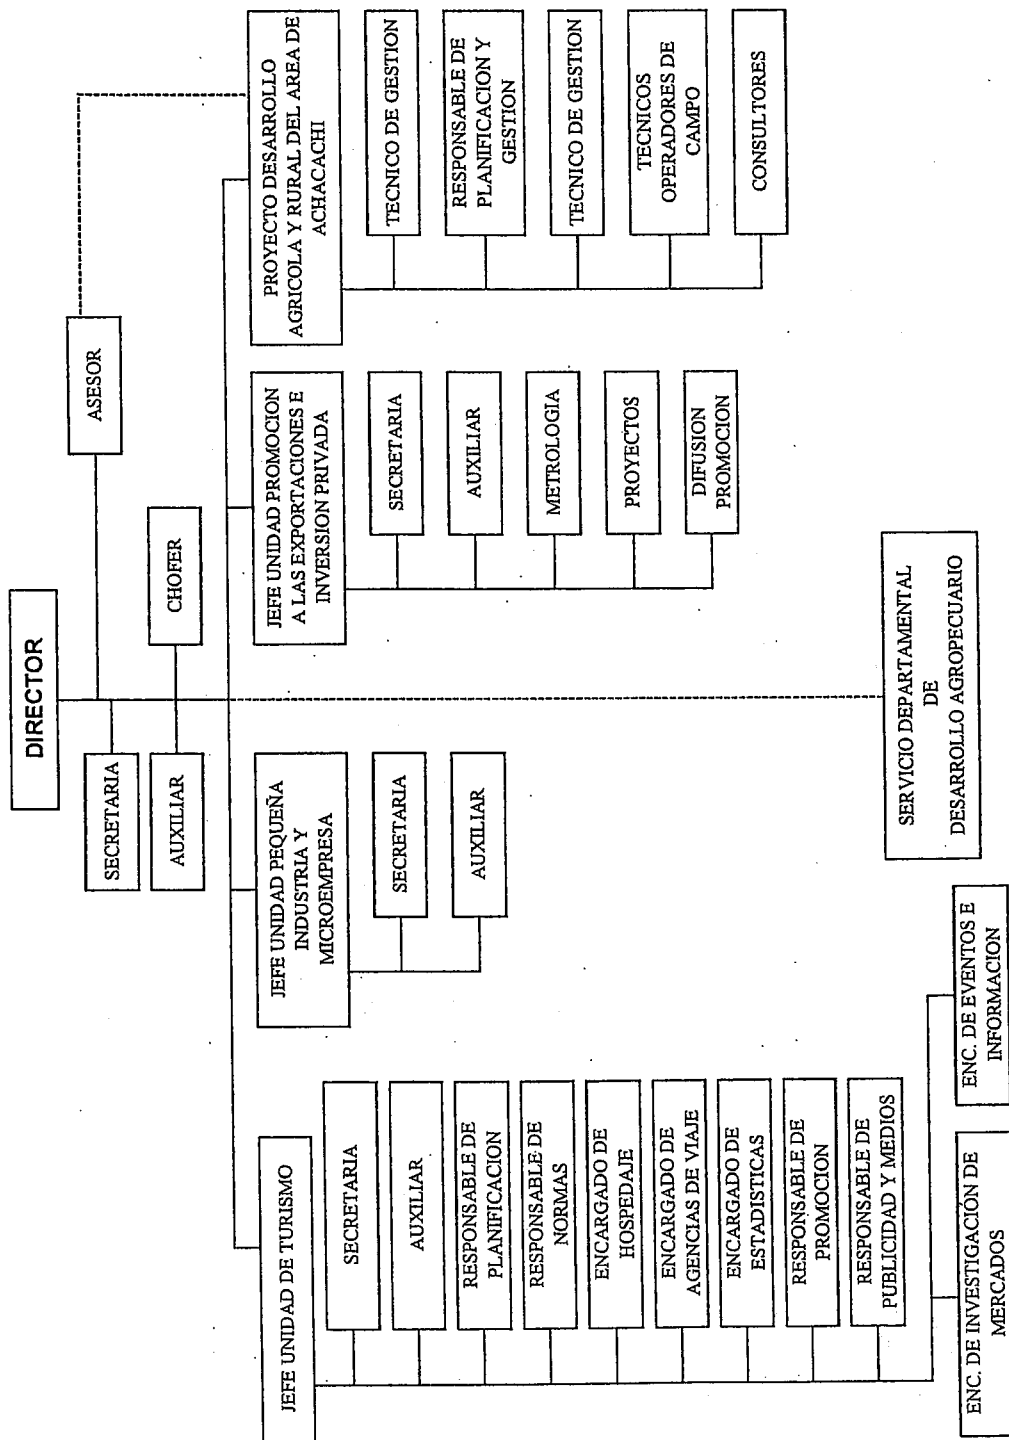 DIRECTOR
SECRETARIA
ASESOR
AUXILIAR
CHOFER
JEFE UNIDAD DE TURISMO
SECRETARIA
AUXILIAR
RESPONSABLE DE
PLANIFICACION
RESPONSABLE DE
NORMAS
ENCARGADO DE
HOSPEDAJE
ENCARGADO DE
AGENCIAS DE VIAJE
ENCARGADO DE
ESTADISTICAS
RESPONSABLE DE
PROMOCION
RESPONSABLE DE
PUBLICIDAD Y MEDIOS
ENC. DE INVESTIGACIÓN DE
MERCADOS
ENC. DE EVENTOS E
INFORMACION
JEFE UNIDAD PEQUEÑA
INDUSTRIA Y
MICROEMPRESA
SECRETARIA
AUXILIAR
JEFE UNIDAD PROMOCION
A LAS EXPORTACIONES E
INVERSION PRIVADA
SECRETARIA
AUXILIAR
METROLOGIA
PROYECTOS
DIFUSION
PROMOCION
PROYECTO DESARROLLO
AGRICOLA Y RURAL DEL AREA DE
ACHACACHI
TECNICO DE GESTION
RESPONSABLE DE
PLANIFICACION Y
GESTION
TECNICO DE GESTION
TECNICOS
OPERADORES DE
CAMPO
CONSULTORES
SERVICIO DEPARTAMENTAL
DE
DESARROLLO AGROPECUARIO